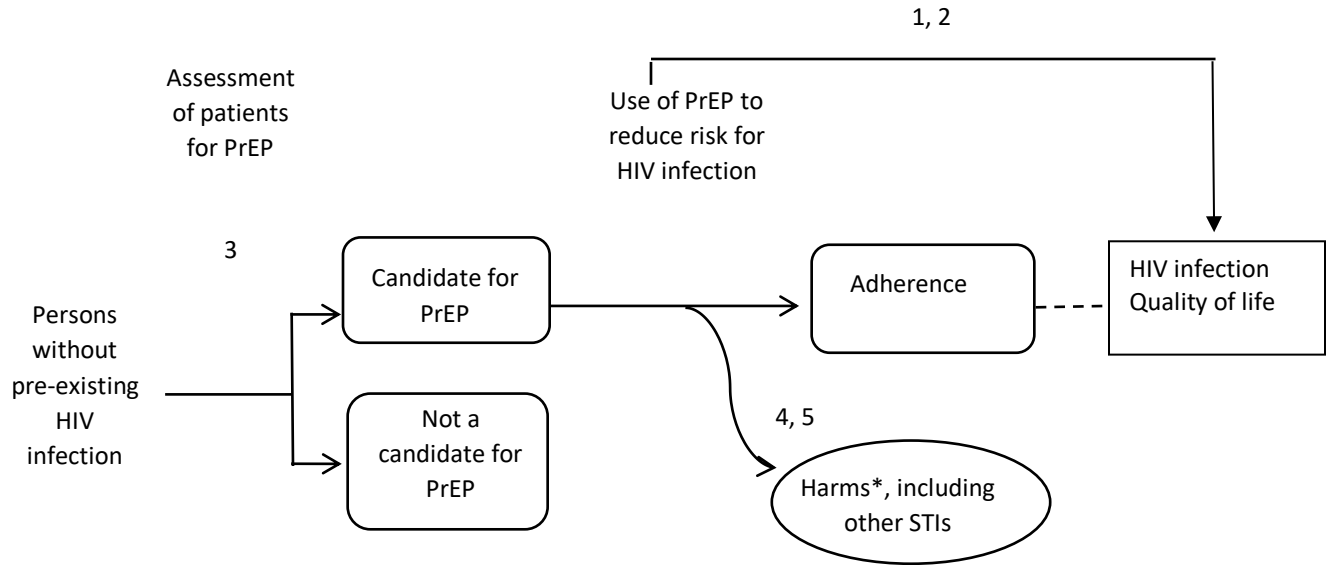 1, 2
Assessment
of patients
for PrEP
Use of PrEP to
reduce risk for
HIV infection
3
Candidate for
PrEP
Adherence
HIV infection
Quality of life
Persons
without
pre-existing
HIV
infection
Not a
candidate for
PrEP
4, 5
Harms*, including
other STIs